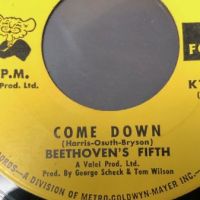 P.M.
Prod. Ltd.
K
COME DOWN
(Harris-Osuth-Bryson)
BEETHOVEN'S FIFTH
A Valel Prod. Ltd.
Prod. By George Scheck & Tom Wilson
A DIVISION OF METRO-GOLDWYN-MAYER INC.